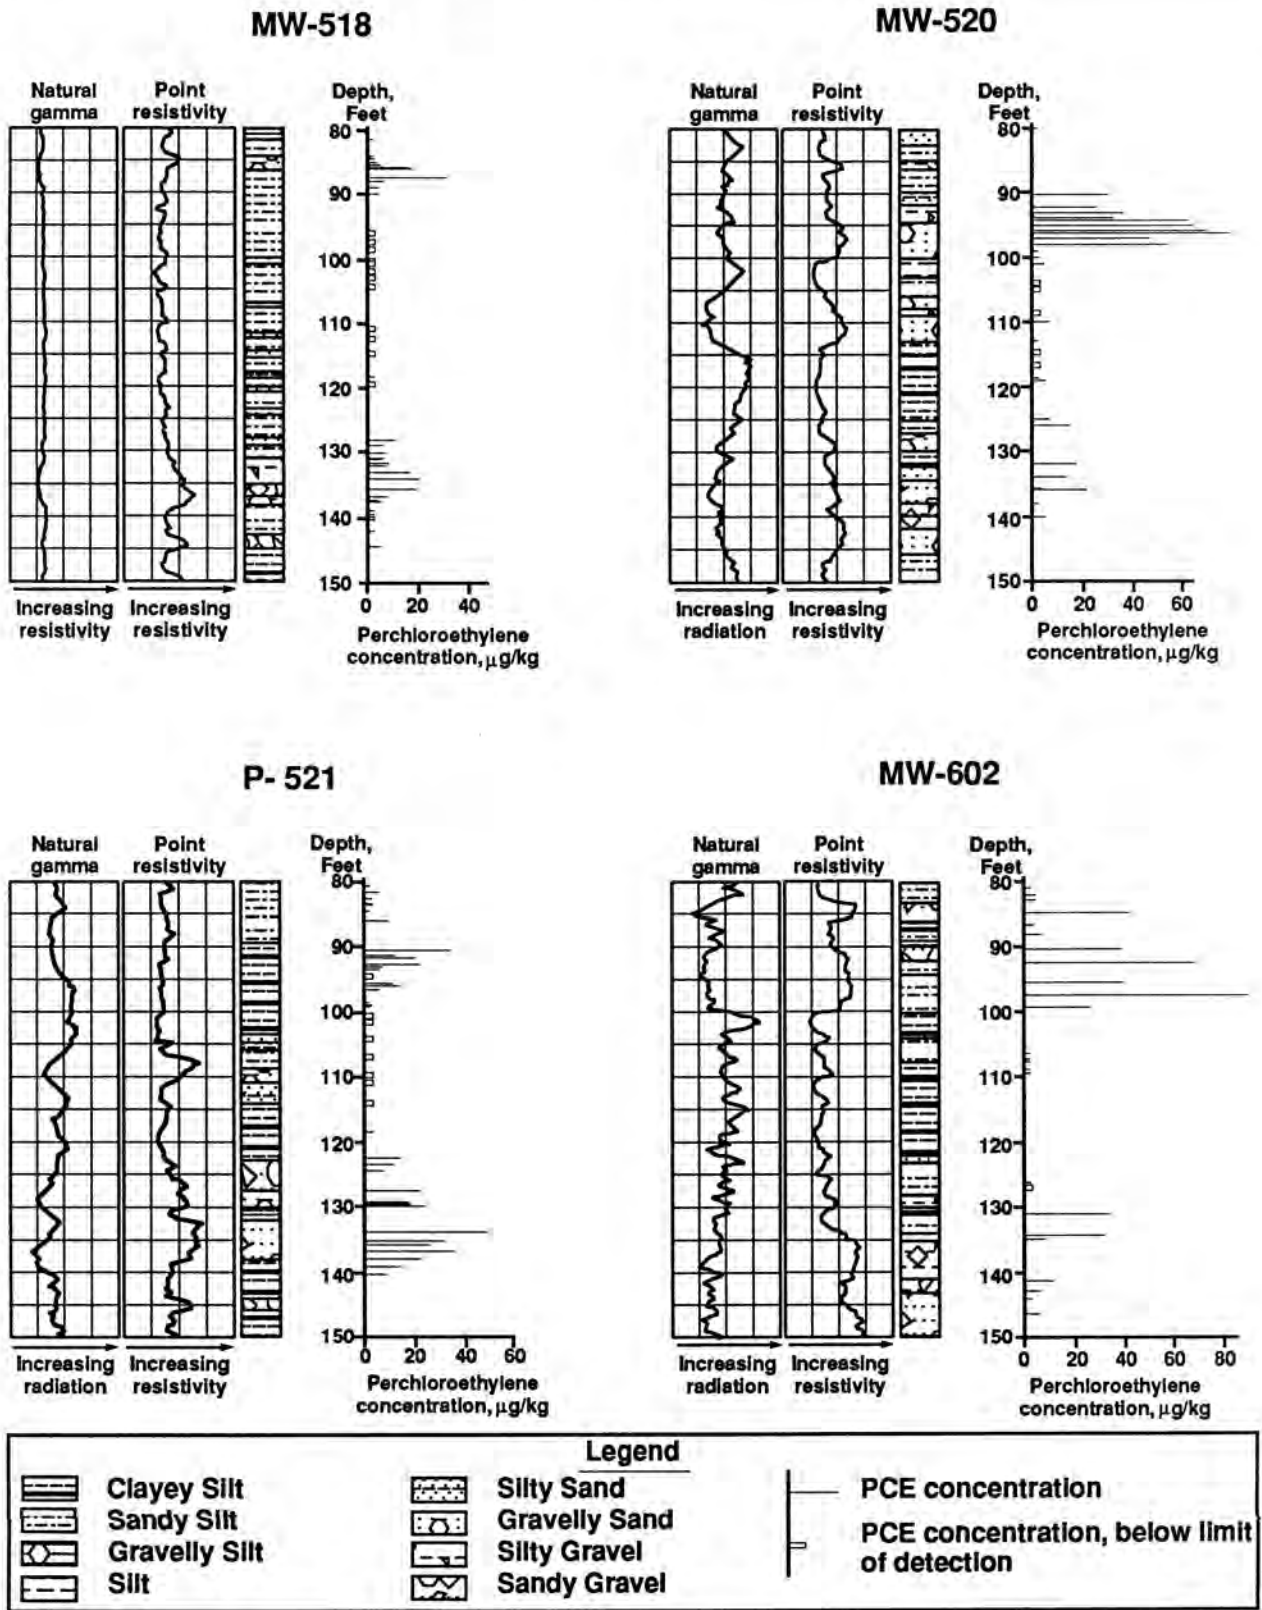 MW-518
Natural gamma
Point resistivity
Depth, Feet
80
90
100
110
120
130
140
150
0
20
40
Increasing resistivity
Increasing resistivity
Perchloroethylene
concentration, μg/kg
MW-520
Natural gamma
Point resistivity
Depth, Feet
80
90
100
110
120
130
140
150
0
20
40
60
Increasing radiation
Increasing resistivity
Perchloroethylene
concentration, μg/kg
P- 521
Natural gamma
Point resistivity
Depth, Feet
80
90
100
110
120
130
140
150
0
20
40
60
Increasing radiation
Increasing resistivity
Perchloroethylene
concentration, μg/kg
MW-602
Natural gamma
Point resistivity
Depth, Feet
80
90
100
110
120
130
140
150
0
20
40
60
80
Increasing radiation
Increasing resistivity
Perchloroethylene
concentration, μg/kg
Legend
Clayey Silt
Sandy Silt
Gravelly Silt
Silt
Silty Sand
Gravelly Sand
Silty Gravel
Sandy Gravel
PCE concentration
PCE concentration, below limit
of detection